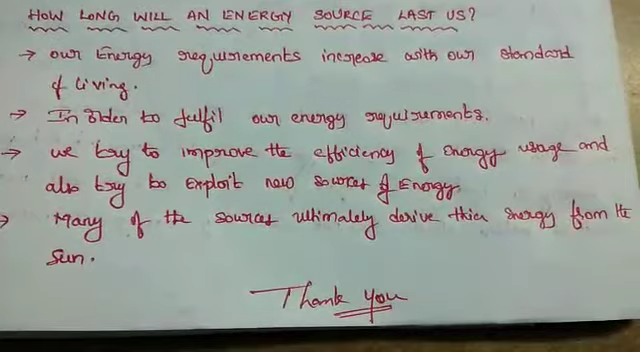 HOW LONG WILL AN ENERGY SOURCE LAST US?
→ our Energy requirements increase with our standard
of living.
→ In order to fulfil our energy requirements.
→ we try to improve the efficiency of energy usage and
also try to exploit new sources of Energy
→ Many of the sources ultimately derive their energy from the
Sun.
Thank you